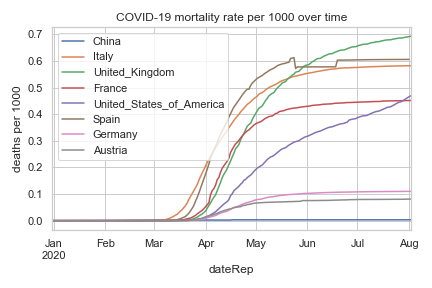 COVID-19 mortality rate per 1000 over time
deaths per 1000
0.7
0.6
0.5
0.4
0.3
0.2
0.1
0.0
China
Italy
United_Kingdom
France
United_States_of_America
Spain
Germany
Austria
Jan Feb Mar Apr May Jun Jul Aug
2020
dateRep